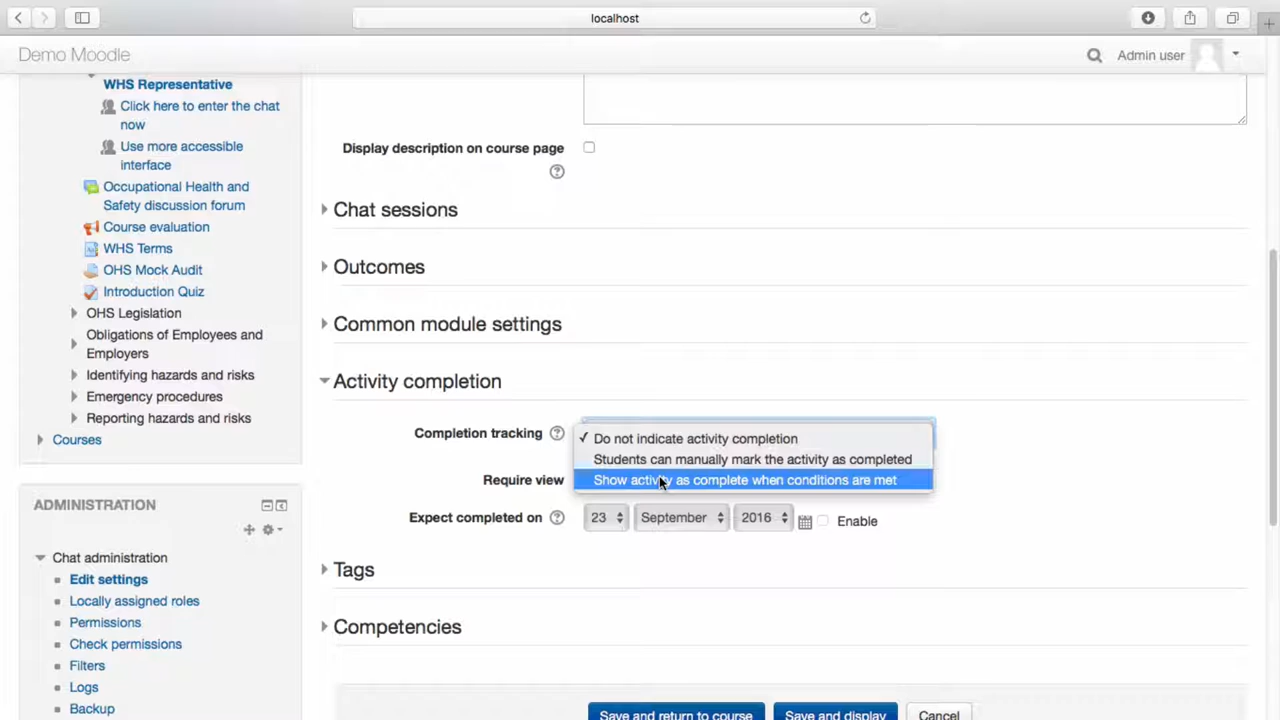 localhost
Demo Moodle
Admin user
WHS Representative
Click here to enter the chat
now
Use more accessible
interface
Occupational Health and
Safety discussion forum
Course evaluation
WHS Terms
OHS Mock Audit
Introduction Quiz
OHS Legislation
Obligations of Employees and
Employers
Identifying hazards and risks
Emergency procedures
Reporting hazards and risks
Courses
ADMINISTRATION
Chat administration
Edit settings
Locally assigned roles
Permissions
Check permissions
Filters
Logs
Backup
Display description on course page
Chat sessions
Outcomes
Common module settings
Activity completion
Completion tracking
✓ Do not indicate activity completion
Students can manually mark the activity as completed
Show activity as complete when conditions are met
Require view
Expect completed on
23 September 2016 Enable
Tags
Competencies
Save and return to course Save and display Cancel